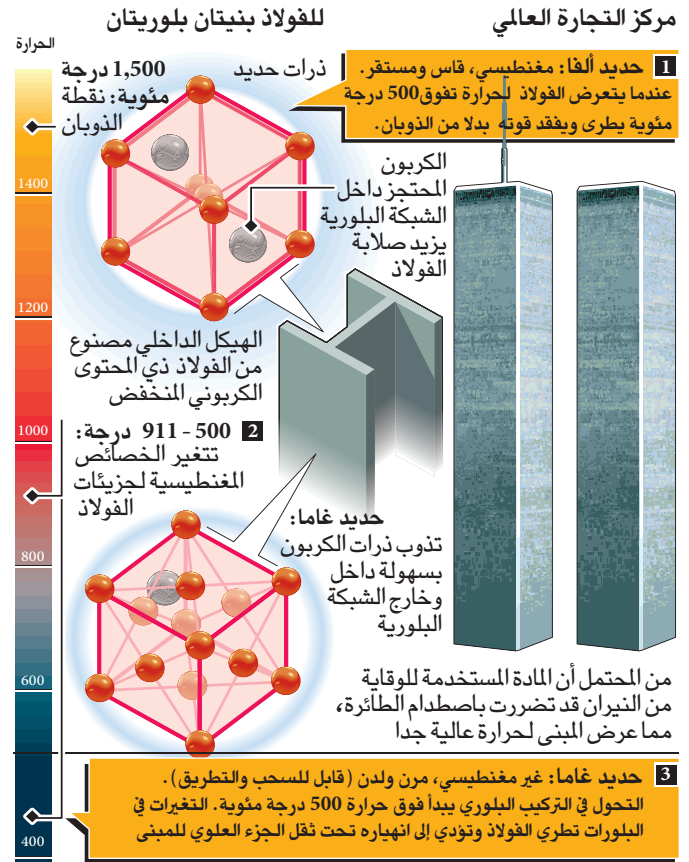 مركز التجارة العالمي
للفولاذ بنيتان بلوريتان
1 حديد ألفا: مغنطيسي، قاس ومستقر.
عندما يتعرض الفولاذ لحرارة تفوق500 درجة
مئوية يطرى ويفقد قوته بدلا من الذوبان.
ذرات حديد
الحرارة
1,500 درجة
مئوية: نقطة
الذوبان
الكربون
المحتجز داخل
الشبكة البلورية
يزيد صلابة
الفولاذ
1400
1200
1000
800
600
400
الهيكل الداخلي مصنوع
من الفولاذ ذي المحتوى
الكربوني المنخفض
2 500 - 911 درجة:
تتغير الخصائص
المغنطيسية لجزيئات
الفولاذ
حديد غاما:
تذوب ذرات الكربون
بسهولة داخل
وخارج الشبكة
البلورية
من المحتمل أن المادة المستخدمة للوقاية
من النيران قد تضررت باصطدام الطائرة،
مما عرض المبنى لحرارة عالية جدا
3 حديد غاما: غير مغنطيسي، مرن ولدن (قابل للسحب والتطريق).
التحول في التركيب البلوري يبدأ فوق حرارة 500 درجة مئوية. التغيرات في
البلورات تطري الفولاذ وتؤدي إلى انهياره تحت ثقل الجزء العلوي للمبنى